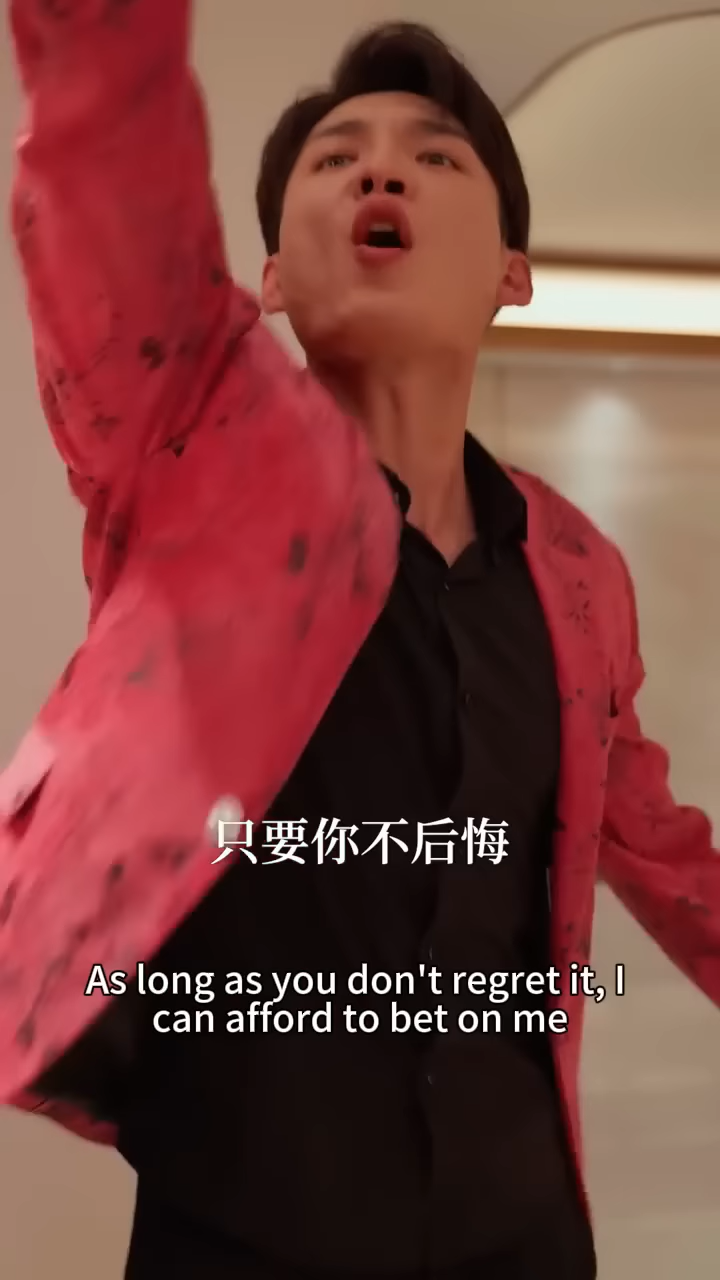 只要你不后悔
As long as you don't regret it, I
can afford to bet on me